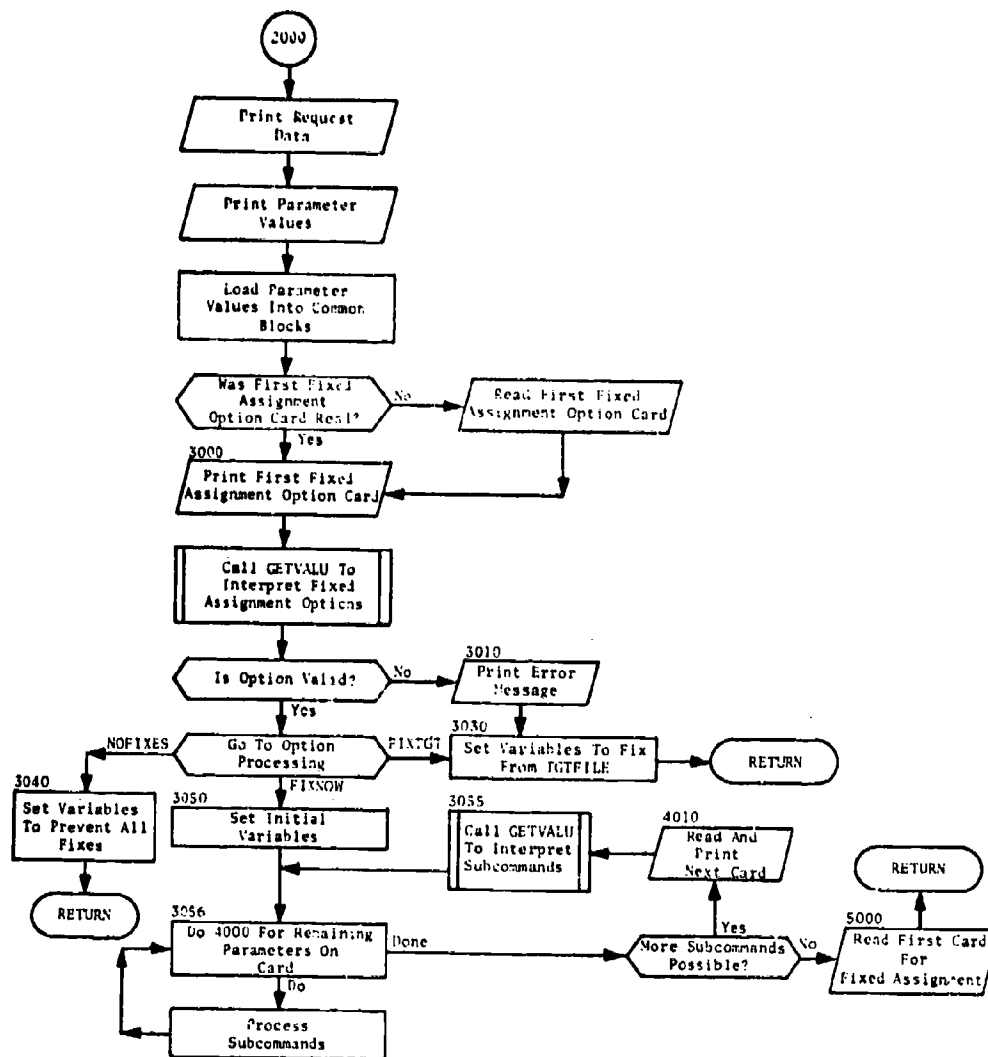 2000
Print Request
Data
Print Parameter
Values
Load Parameter
Values Into Common
Blocks
Was First Fixed
Assignment
Option Card Read?
No
Read First Fixed
Assignment Option Card
Yes
3000
Print First Fixed
Assignment Option Card
Call GETVALU To
Interpret Fixed
Assignment Options
Is Option Valid?
No
3010
Print Error
Message
Yes
NOFIXES
Go To Option
Processing
FIXTGT
3030
Set Variables To Fix
From TGTFILE
RETURN
FIXNOW
3040
Set Variables
To Prevent All
Fixes
RETURN
3050
Set Initial
Variables
3055
Call GETVALU
To Interpret
Subcommands
4010
Read And
Print
Next Card
RETURN
3056
Do 4000 For Remaining
Parameters On
Card
Done
Yes
More Subcommands
Possible?
No
5000
Read First Card
For
Fixed Assignment
Do
Process
Subcommands